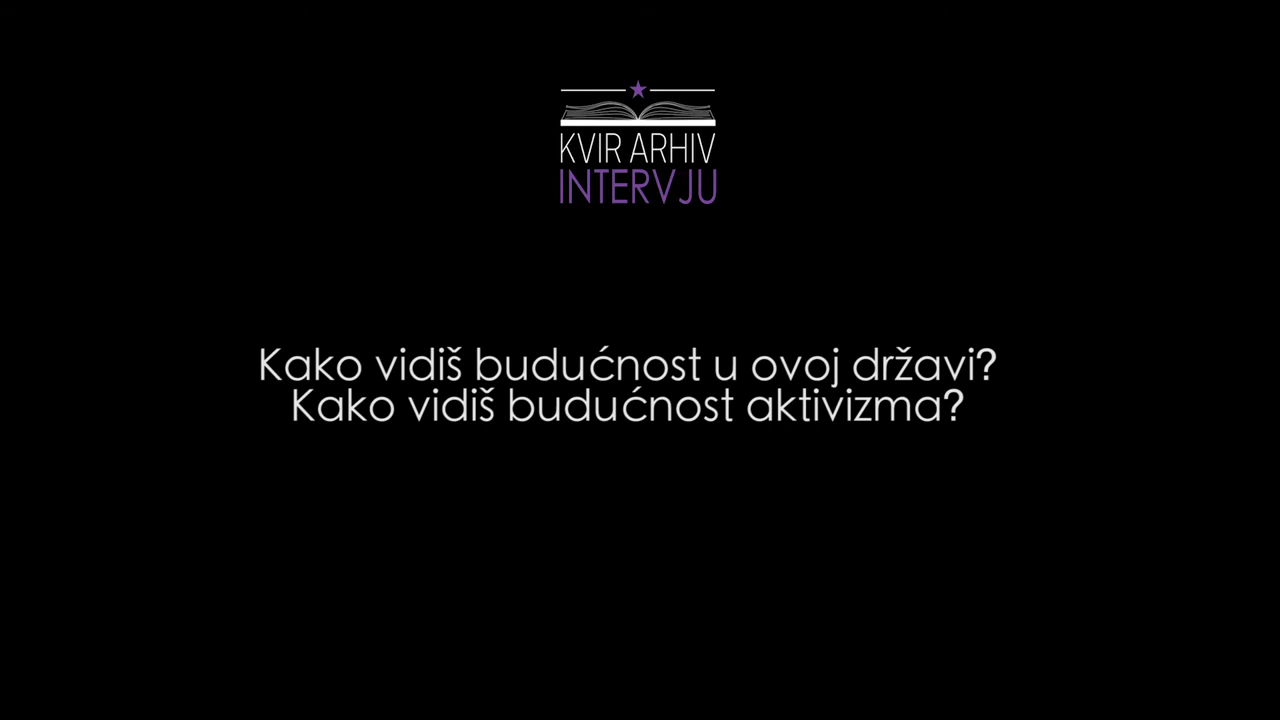 KVIR ARHIV
INTERVJU
Kako vidiš budućnost u ovoj državi?
Kako vidiš budućnost aktivizma?